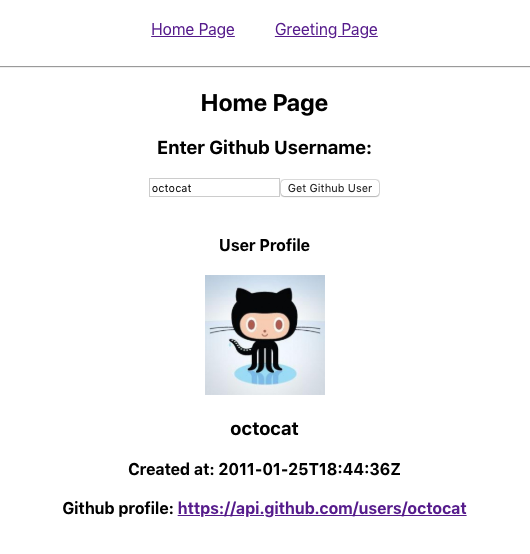 Home Page Greeting Page
Home Page
Enter Github Username:
octocat Get Github User
User Profile
octocat
Created at: 2011-01-25T18:44:36Z
Github profile: https://api.github.com/users/octocat